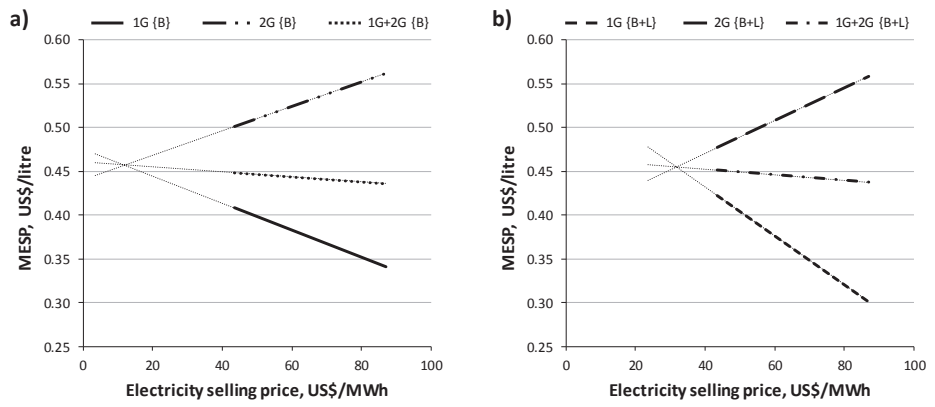 a)
1G {B} 2G {B} 1G+2G {B}
0.60
0.55
0.50
0.45
0.40
0.35
0.30
0.25
MESP, US$/litre
0 20 40 60 80 100
Electricity selling price, US$/MWh
b)
1G {B+L} 2G {B+L} 1G+2G {B+L}
0.60
0.55
0.50
0.45
0.40
0.35
0.30
0.25
MESP, US$/litre
0 20 40 60 80 100
Electricity selling price, US$/MWh